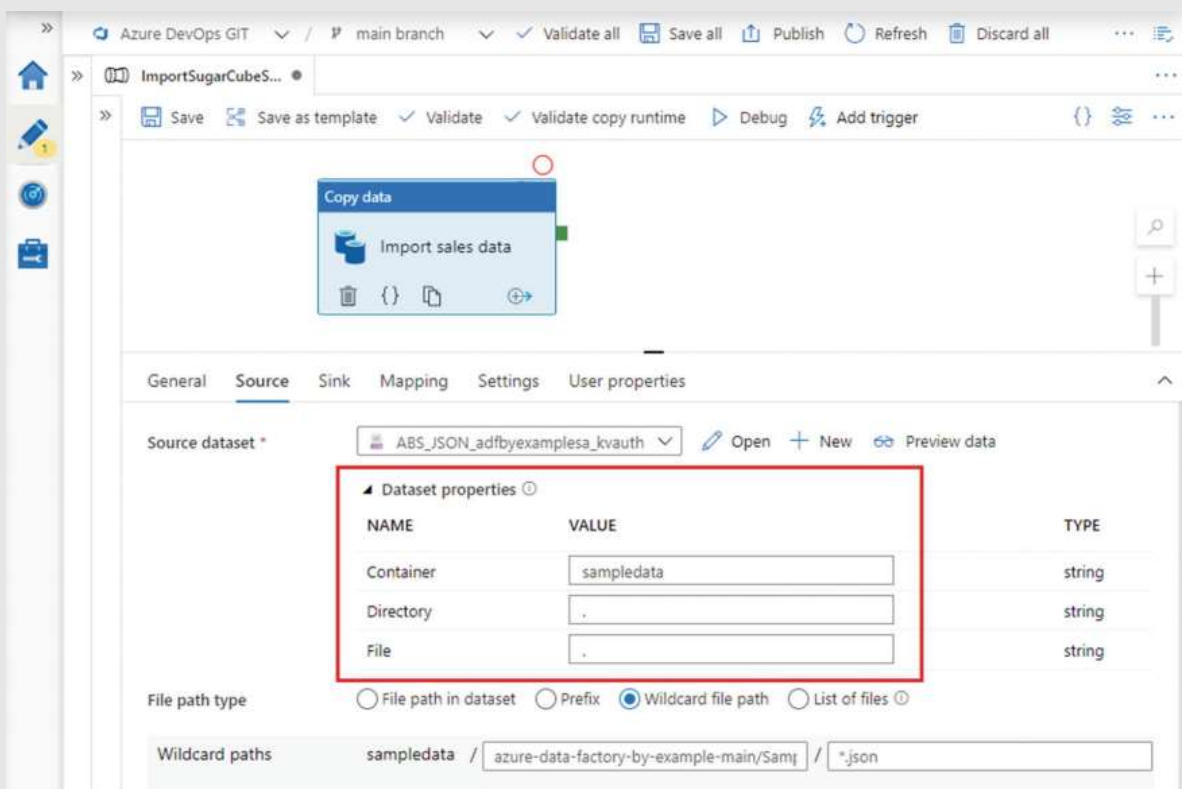 Azure DevOps GIT / main branch Validate all Save all Publish Refresh Discard all ...
ImportSugarCubeS... ...
Save Save as template Validate Validate copy runtime Debug Add trigger {} ...
1
Copy data
Import sales data
{}
General Source Sink Mapping Settings User properties
Source dataset * ABS_JSON_adfbyexamplesa_kvauth Open New Preview data
Dataset properties
NAME VALUE TYPE
Container sampledata string
Directory . string
File . string
File path type File path in dataset Prefix Wildcard file path List of files
Wildcard paths sampledata / azure-data-factory-by-example-main/Samp / *.json